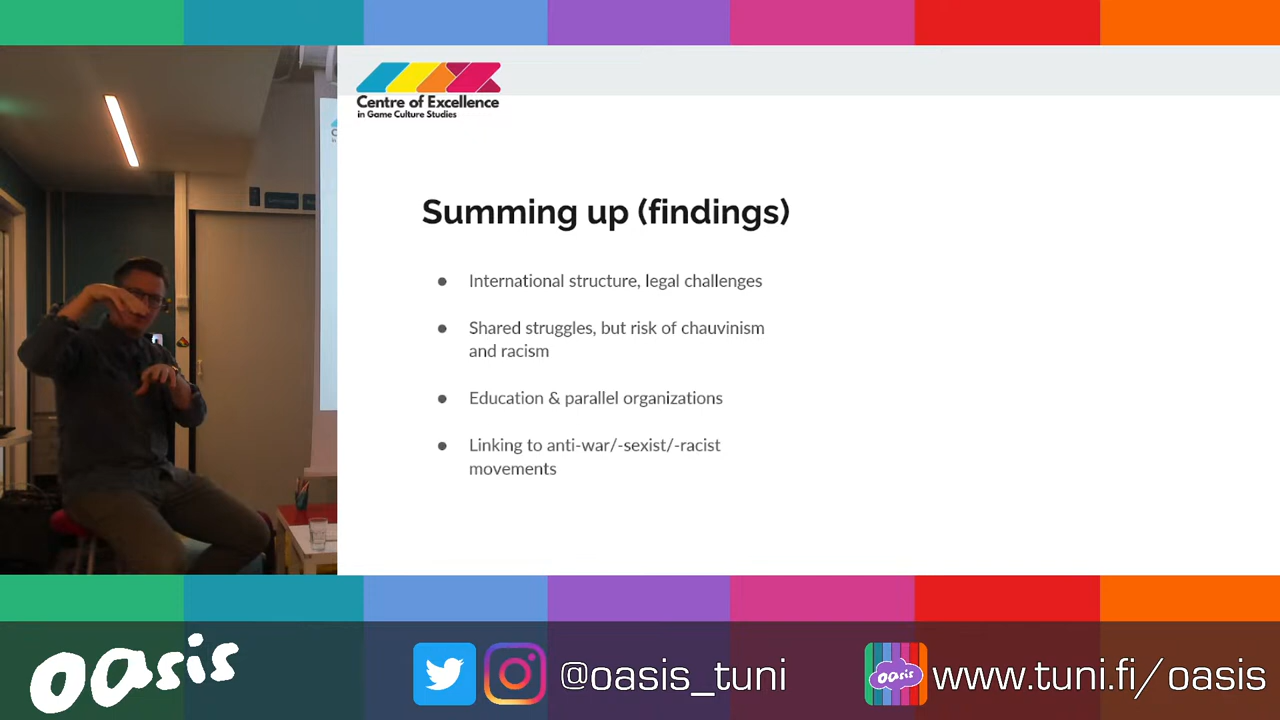 Centre of Excellence
in Game Culture Studies
Summing up (findings)
● International structure, legal challenges
● Shared struggles, but risk of chauvinism
and racism
● Education & parallel organizations
● Linking to anti-war/-sexist/-racist
movements
oasis
@oasis_tuni
oasis
www.tuni.fi/oasis